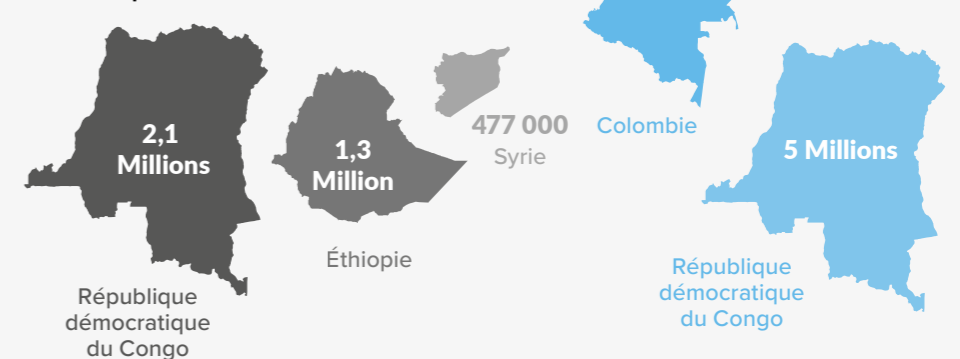 2,1
Millions
République
démocratique
du Congo
1,3
Million
Éthiopie
477 000
Syrie
Colombie
5 Millions
République
démocratique
du Congo